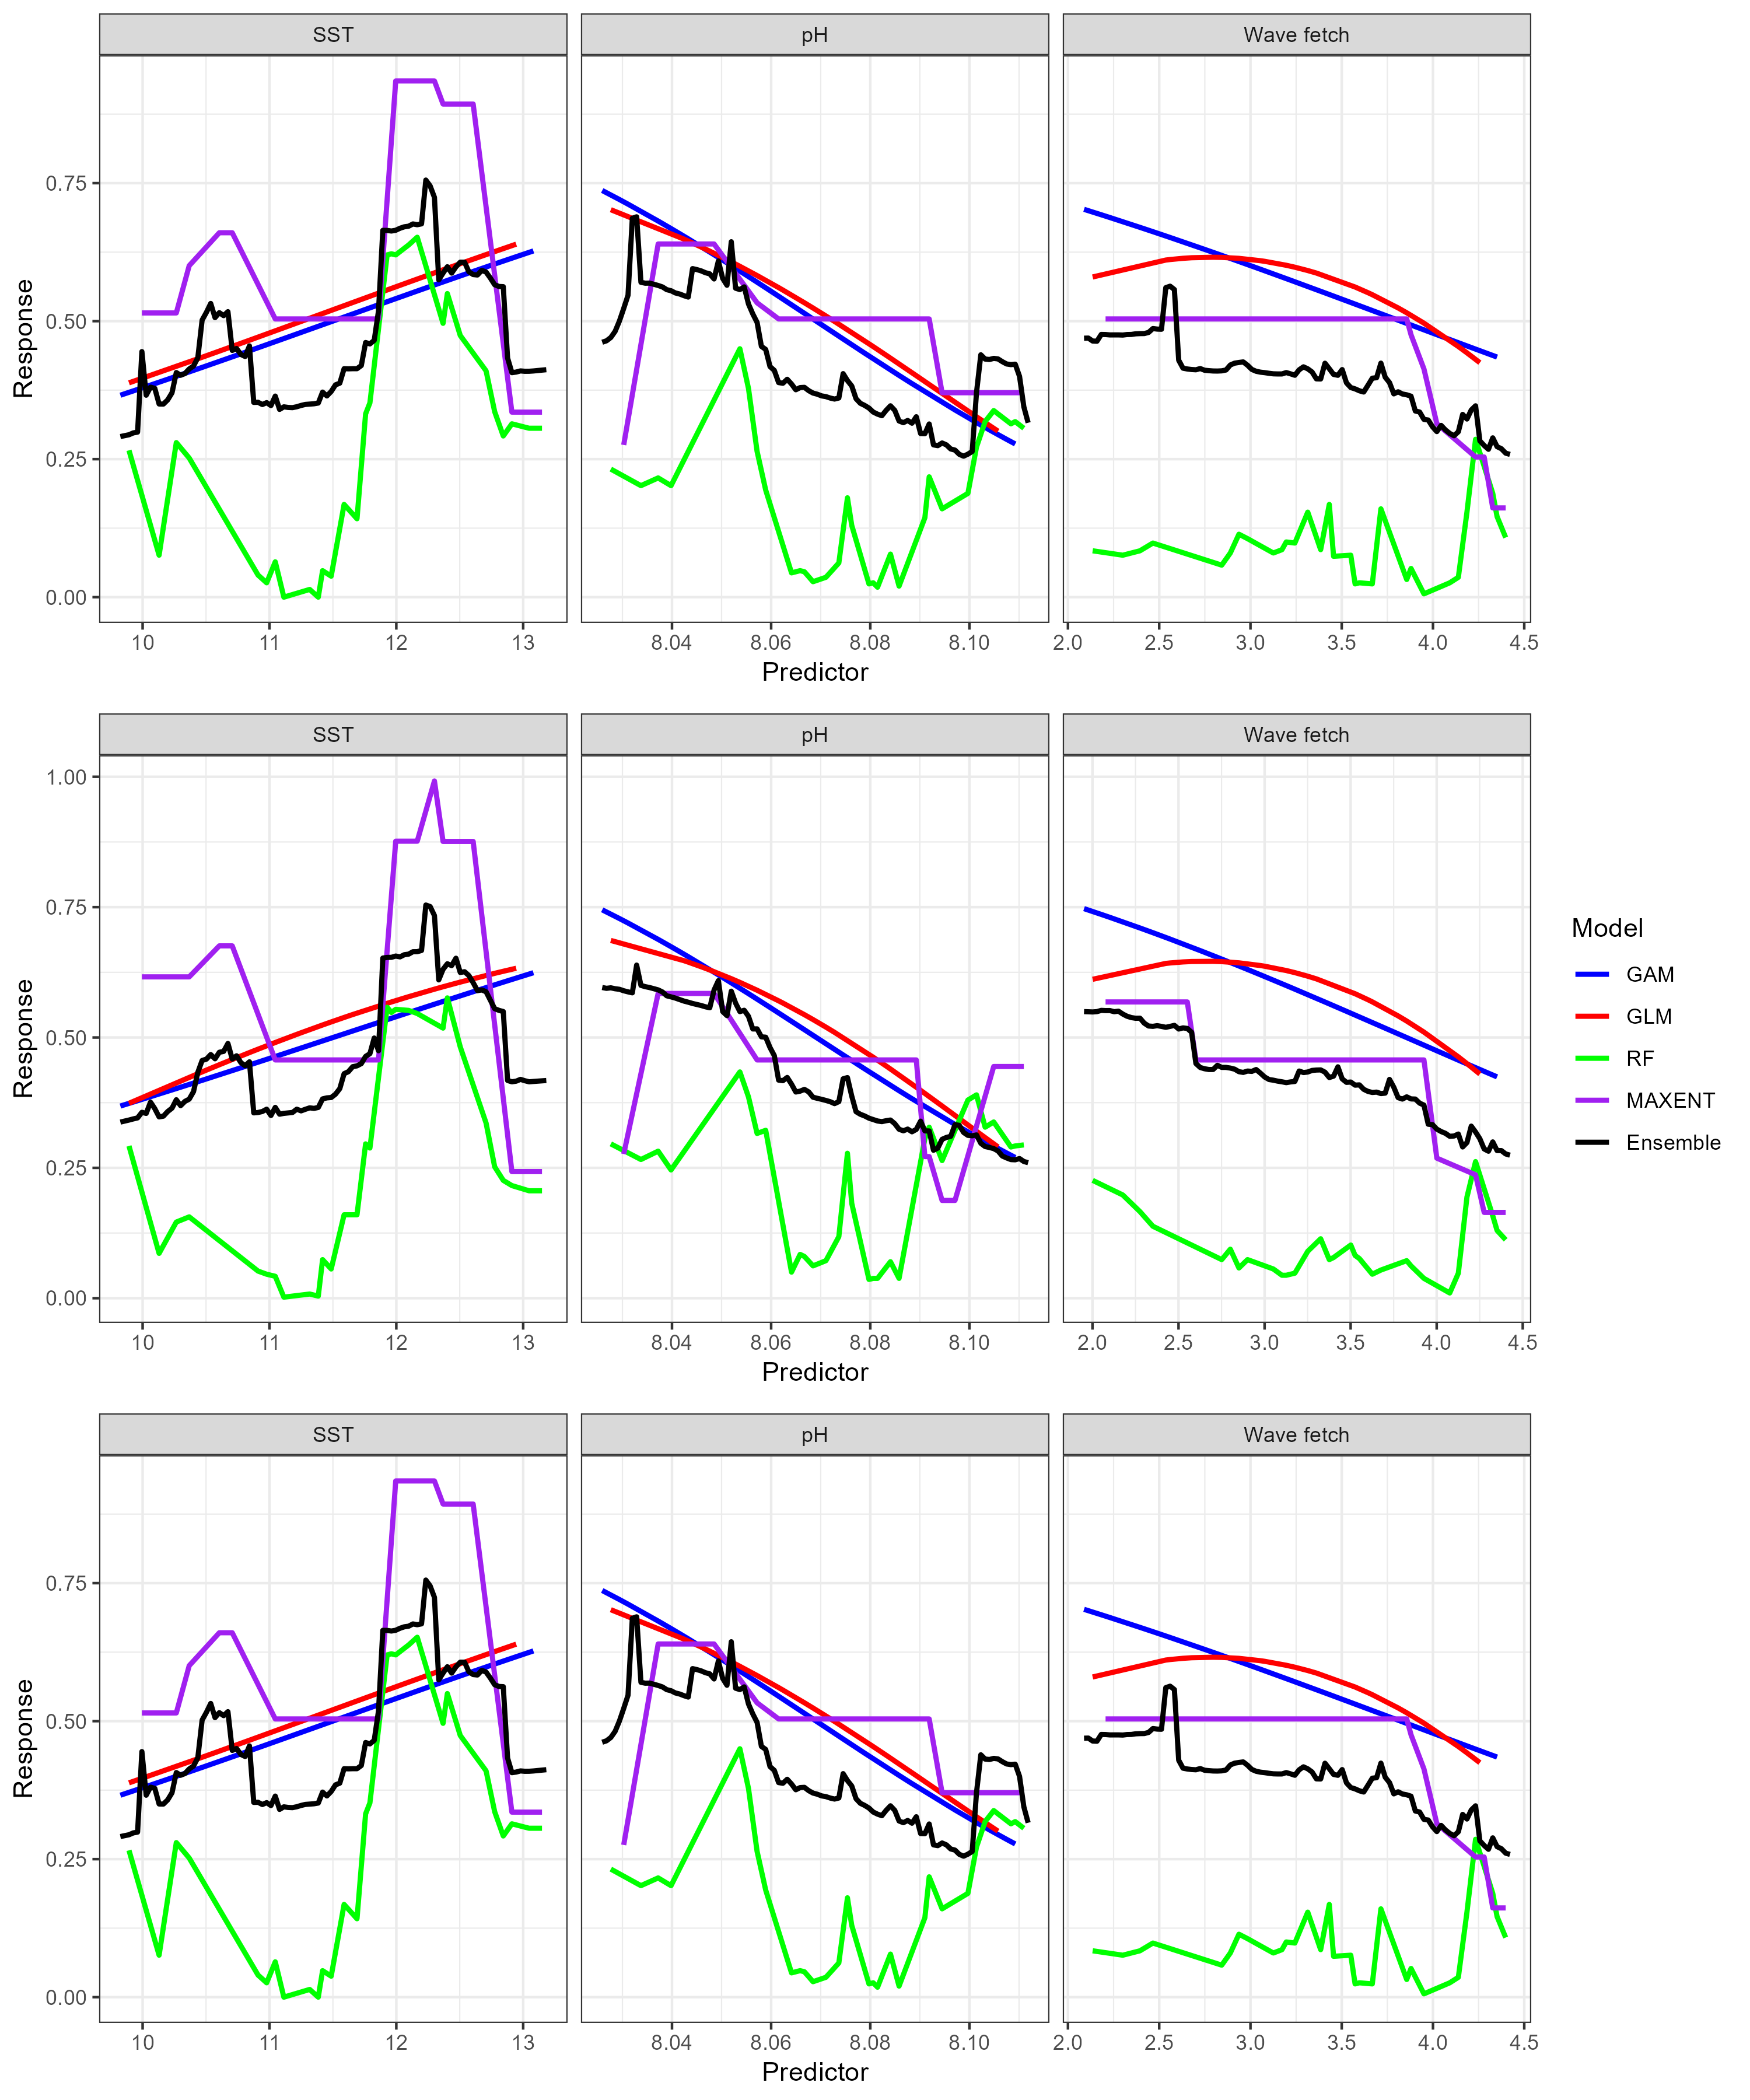 SST pH Wave fetch
0.75
0.50
0.25
0.00
Response
10 11 12 13 8.04 8.06 8.08 8.10 2.0 2.5 3.0 3.5 4.0 4.5
Predictor
SST pH Wave fetch
1.00
0.75
0.50
0.25
0.00
Response
10 11 12 13 8.04 8.06 8.08 8.10 2.0 2.5 3.0 3.5 4.0 4.5
Predictor
Model
GAM
GLM
RF
MAXENT
Ensemble
SST pH Wave fetch
0.75
0.50
0.25
0.00
Response
10 11 12 13 8.04 8.06 8.08 8.10 2.0 2.5 3.0 3.5 4.0 4.5
Predictor